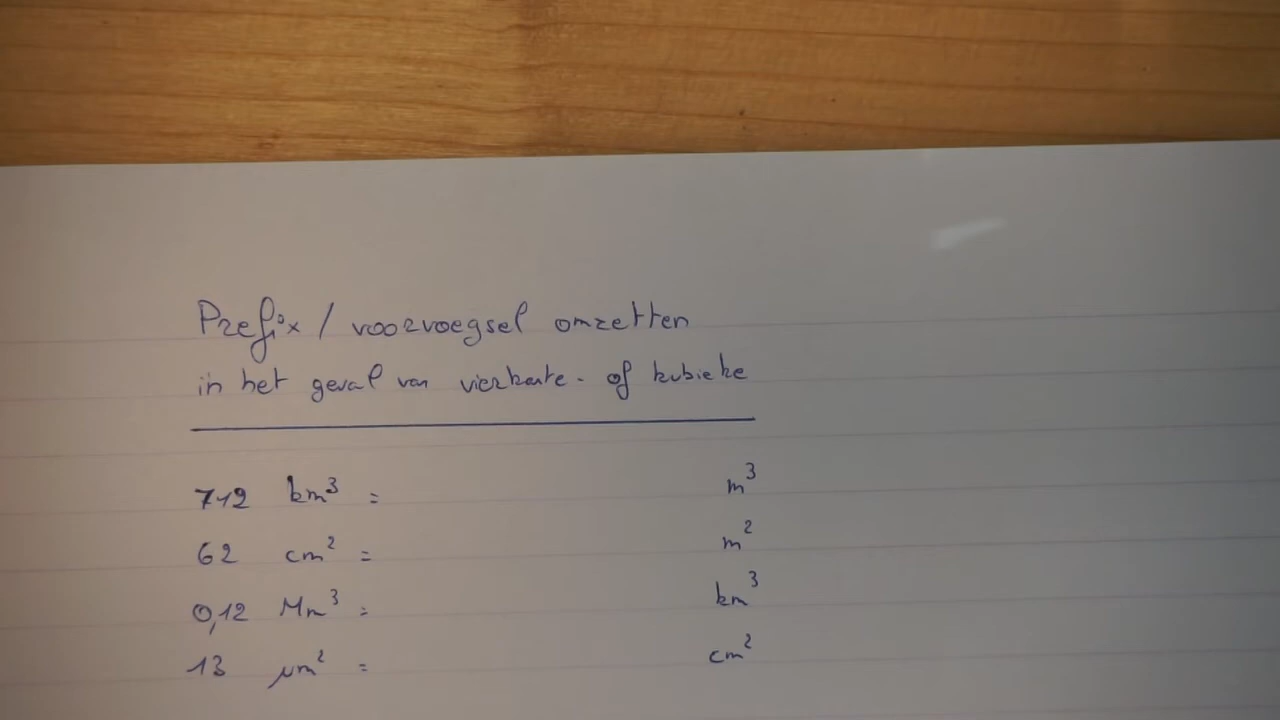 Prefix / voorvoegsel omzetten
in het geval van vierkante- of kubieke
712 km³ = m³
62 cm² = m²
0,12 Mm³ = km³
13 μm² = cm²